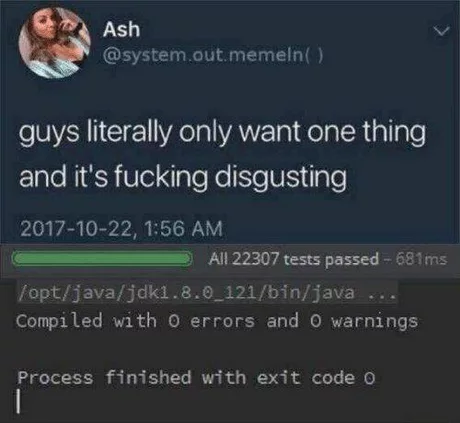 Ash
@system.out.memeln( )
guys literally only want one thing
and it's fucking disgusting
2017-10-22, 1:56 AM
All 22307 tests passed – 681ms
/opt/java/jdk1.8.0_121/bin/java ...
Compiled with 0 errors and 0 warnings
Process finished with exit code 0